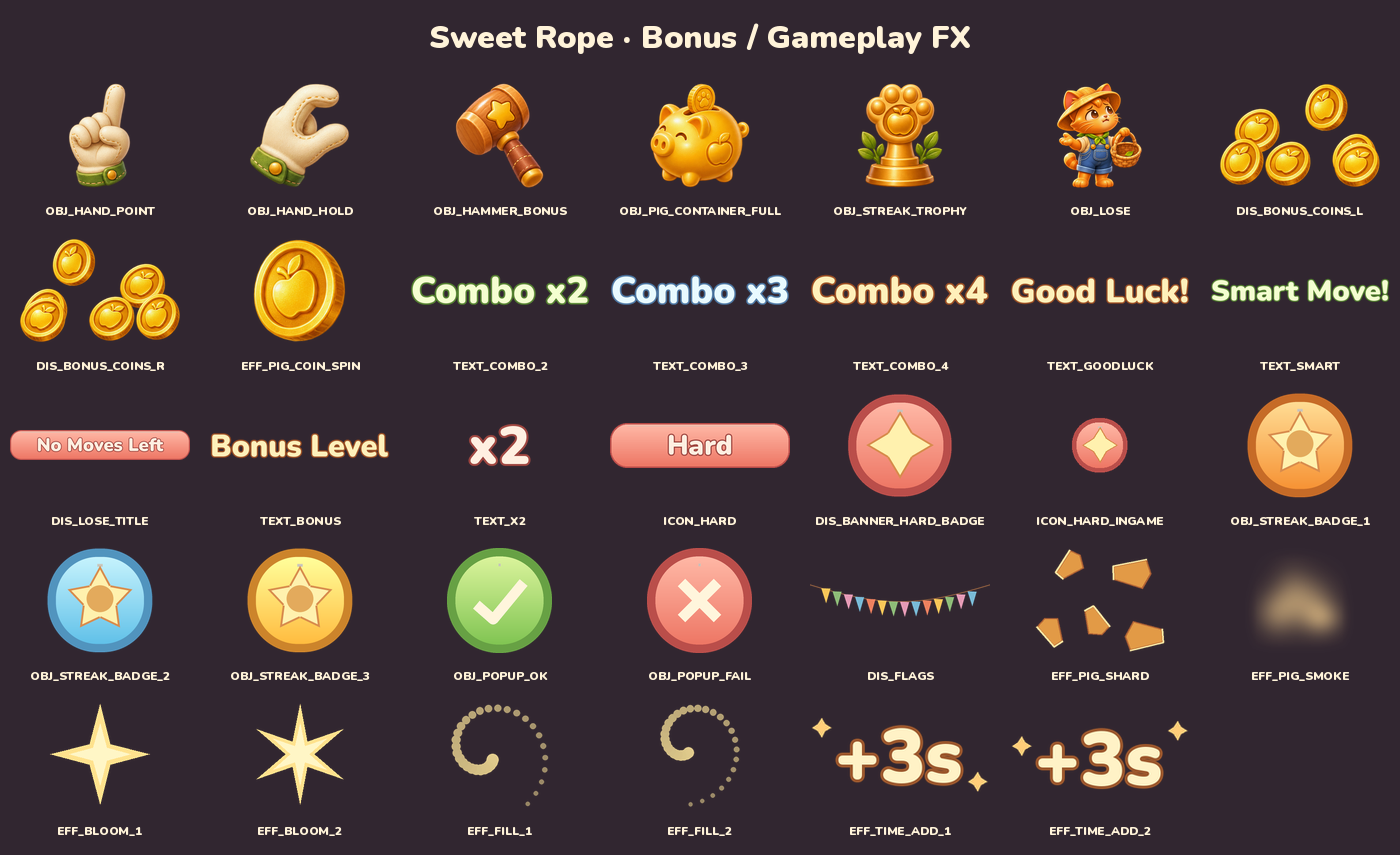 Sweet Rope · Bonus / Gameplay FX
OBJ_HAND_POINT
OBJ_HAND_HOLD
OBJ_HAMMER_BONUS
OBJ_PIG_CONTAINER_FULL
OBJ_STREAK_TROPHY
OBJ_LOSE
DIS_BONUS_COINS_L
Combo x2
Combo x3
Combo x4
Good Luck!
Smart Move!
DIS_BONUS_COINS_R
EFF_PIG_COIN_SPIN
TEXT_COMBO_2
TEXT_COMBO_3
TEXT_COMBO_4
TEXT_GOODLUCK
TEXT_SMART
No Moves Left
Bonus Level
x2
Hard
DIS_LOSE_TITLE
TEXT_BONUS
TEXT_X2
ICON_HARD
DIS_BANNER_HARD_BADGE
ICON_HARD_INGAME
OBJ_STREAK_BADGE_1
OBJ_STREAK_BADGE_2
OBJ_STREAK_BADGE_3
OBJ_POPUP_OK
OBJ_POPUP_FAIL
DIS_FLAGS
EFF_PIG_SHARD
EFF_PIG_SMOKE
+3s
+3s
EFF_BLOOM_1
EFF_BLOOM_2
EFF_FILL_1
EFF_FILL_2
EFF_TIME_ADD_1
EFF_TIME_ADD_2